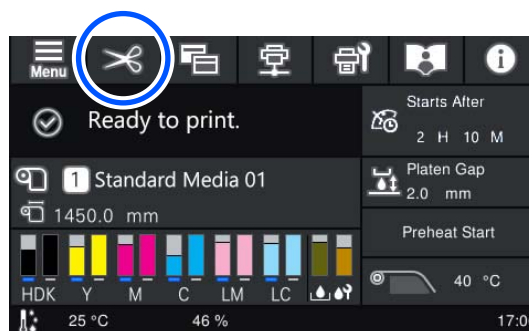 Menu
Ready to print.
Starts After
2 H 10 M
1 Standard Media 01
1450.0 mm
Platen Gap
2.0 mm
Preheat Start
40 °C
HDK Y M C LM LC
25 °C 46 % 17:0